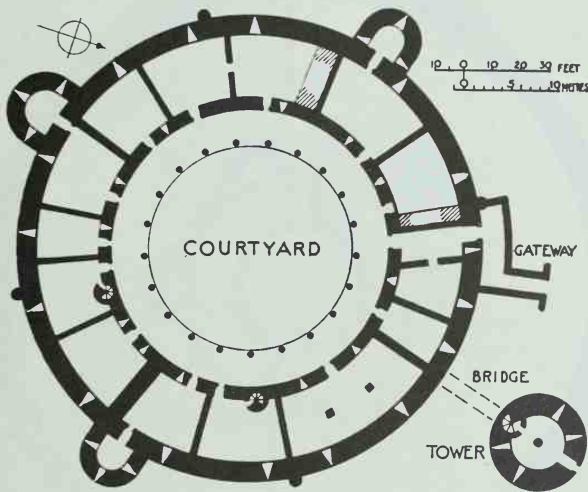 10 0 10 20 30 FEET
0 5 10 METRES
COURTYARD
GATEWAY
BRIDGE
TOWER